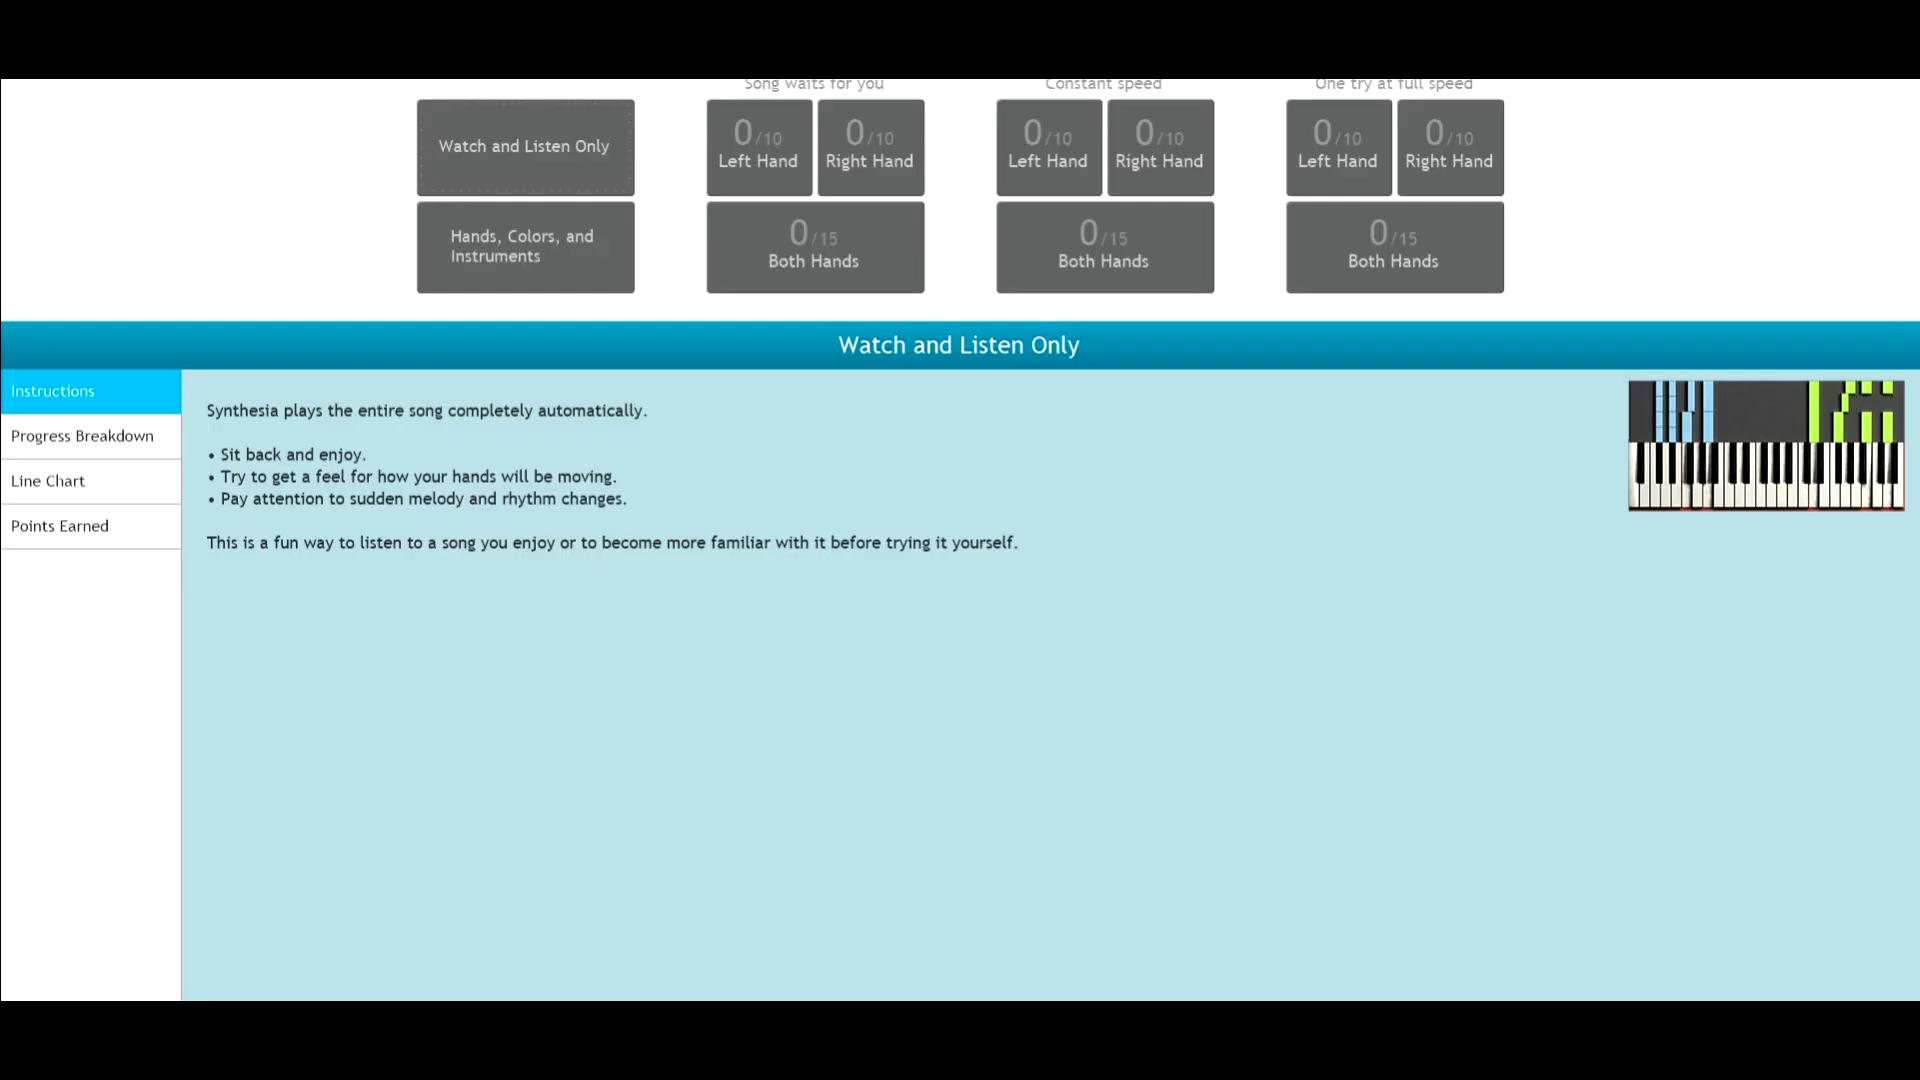 Song waits for you
Constant speed
One try at full speed
Watch and Listen Only
0/10
Left Hand
0/10
Right Hand
0/10
Left Hand
0/10
Right Hand
0/10
Left Hand
0/10
Right Hand
Hands, Colors, and
Instruments
0/15
Both Hands
0/15
Both Hands
0/15
Both Hands
Watch and Listen Only
Instructions
Progress Breakdown
Line Chart
Points Earned
Synthesia plays the entire song completely automatically.
• Sit back and enjoy.
• Try to get a feel for how your hands will be moving.
• Pay attention to sudden melody and rhythm changes.
This is a fun way to listen to a song you enjoy or to become more familiar with it before trying it yourself.